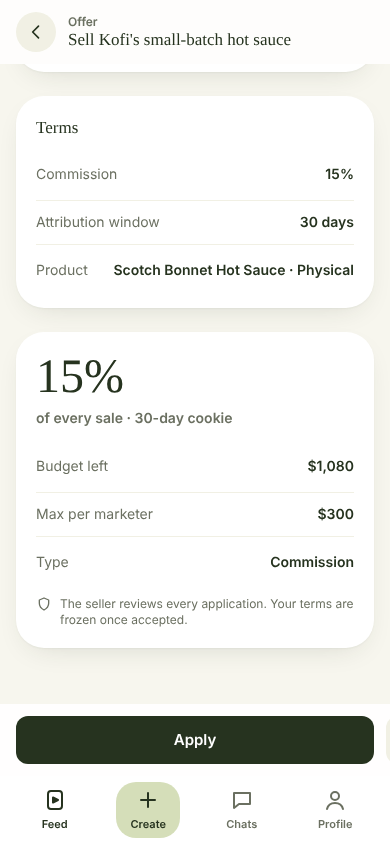 Offer
Sell Kofi's small-batch hot sauce
Terms
Commission 15%
Attribution window 30 days
Product Scotch Bonnet Hot Sauce · Physical
15%
of every sale · 30-day cookie
Budget left $1,080
Max per marketer $300
Type Commission
The seller reviews every application. Your terms are
frozen once accepted.
Apply
Feed Create Chats Profile